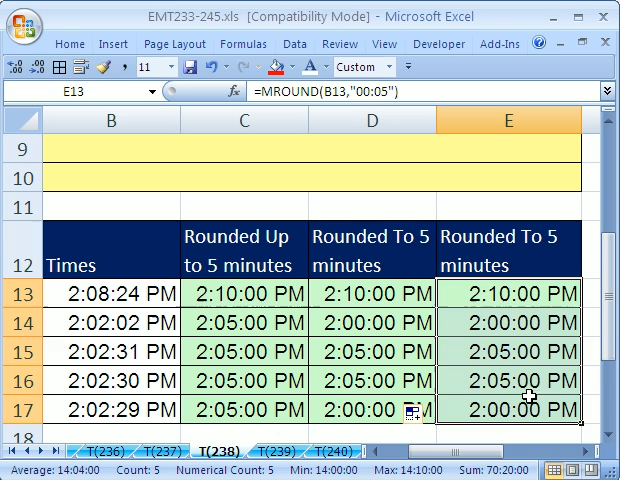 EMT233-245.xls [Compatibility Mode] - Microsoft Excel
Home Insert Formulas Data Review View Developer Add-Ins
11 Custom
E13 fx =MROUND(B13,"00:05")
B C D E
9
10
11
Rounded Up Rounded To 5 Rounded To 5
12 Times to 5 minutes minutes minutes
13 2:08:24 PM 2:10:00 PM 2:10:00 PM 2:10:00 PM
14 2:02:02 PM 2:05:00 PM 2:00:00 PM 2:00:00 PM
15 2:02:31 PM 2:05:00 PM 2:05:00 PM 2:05:00 PM
16 2:02:30 PM 2:05:00 PM 2:05:00 PM 2:05:00 PM
17 2:02:29 PM 2:05:00 PM 2:00:00 PM 2:00:00 PM
18
T(236) T(237) T(238) T(239) T(240)
Average: 14:04:00 Count: 5 Numerical Count: 5 Min: 14:00:00 Max: 14:10:00 Sum: 70:20:00